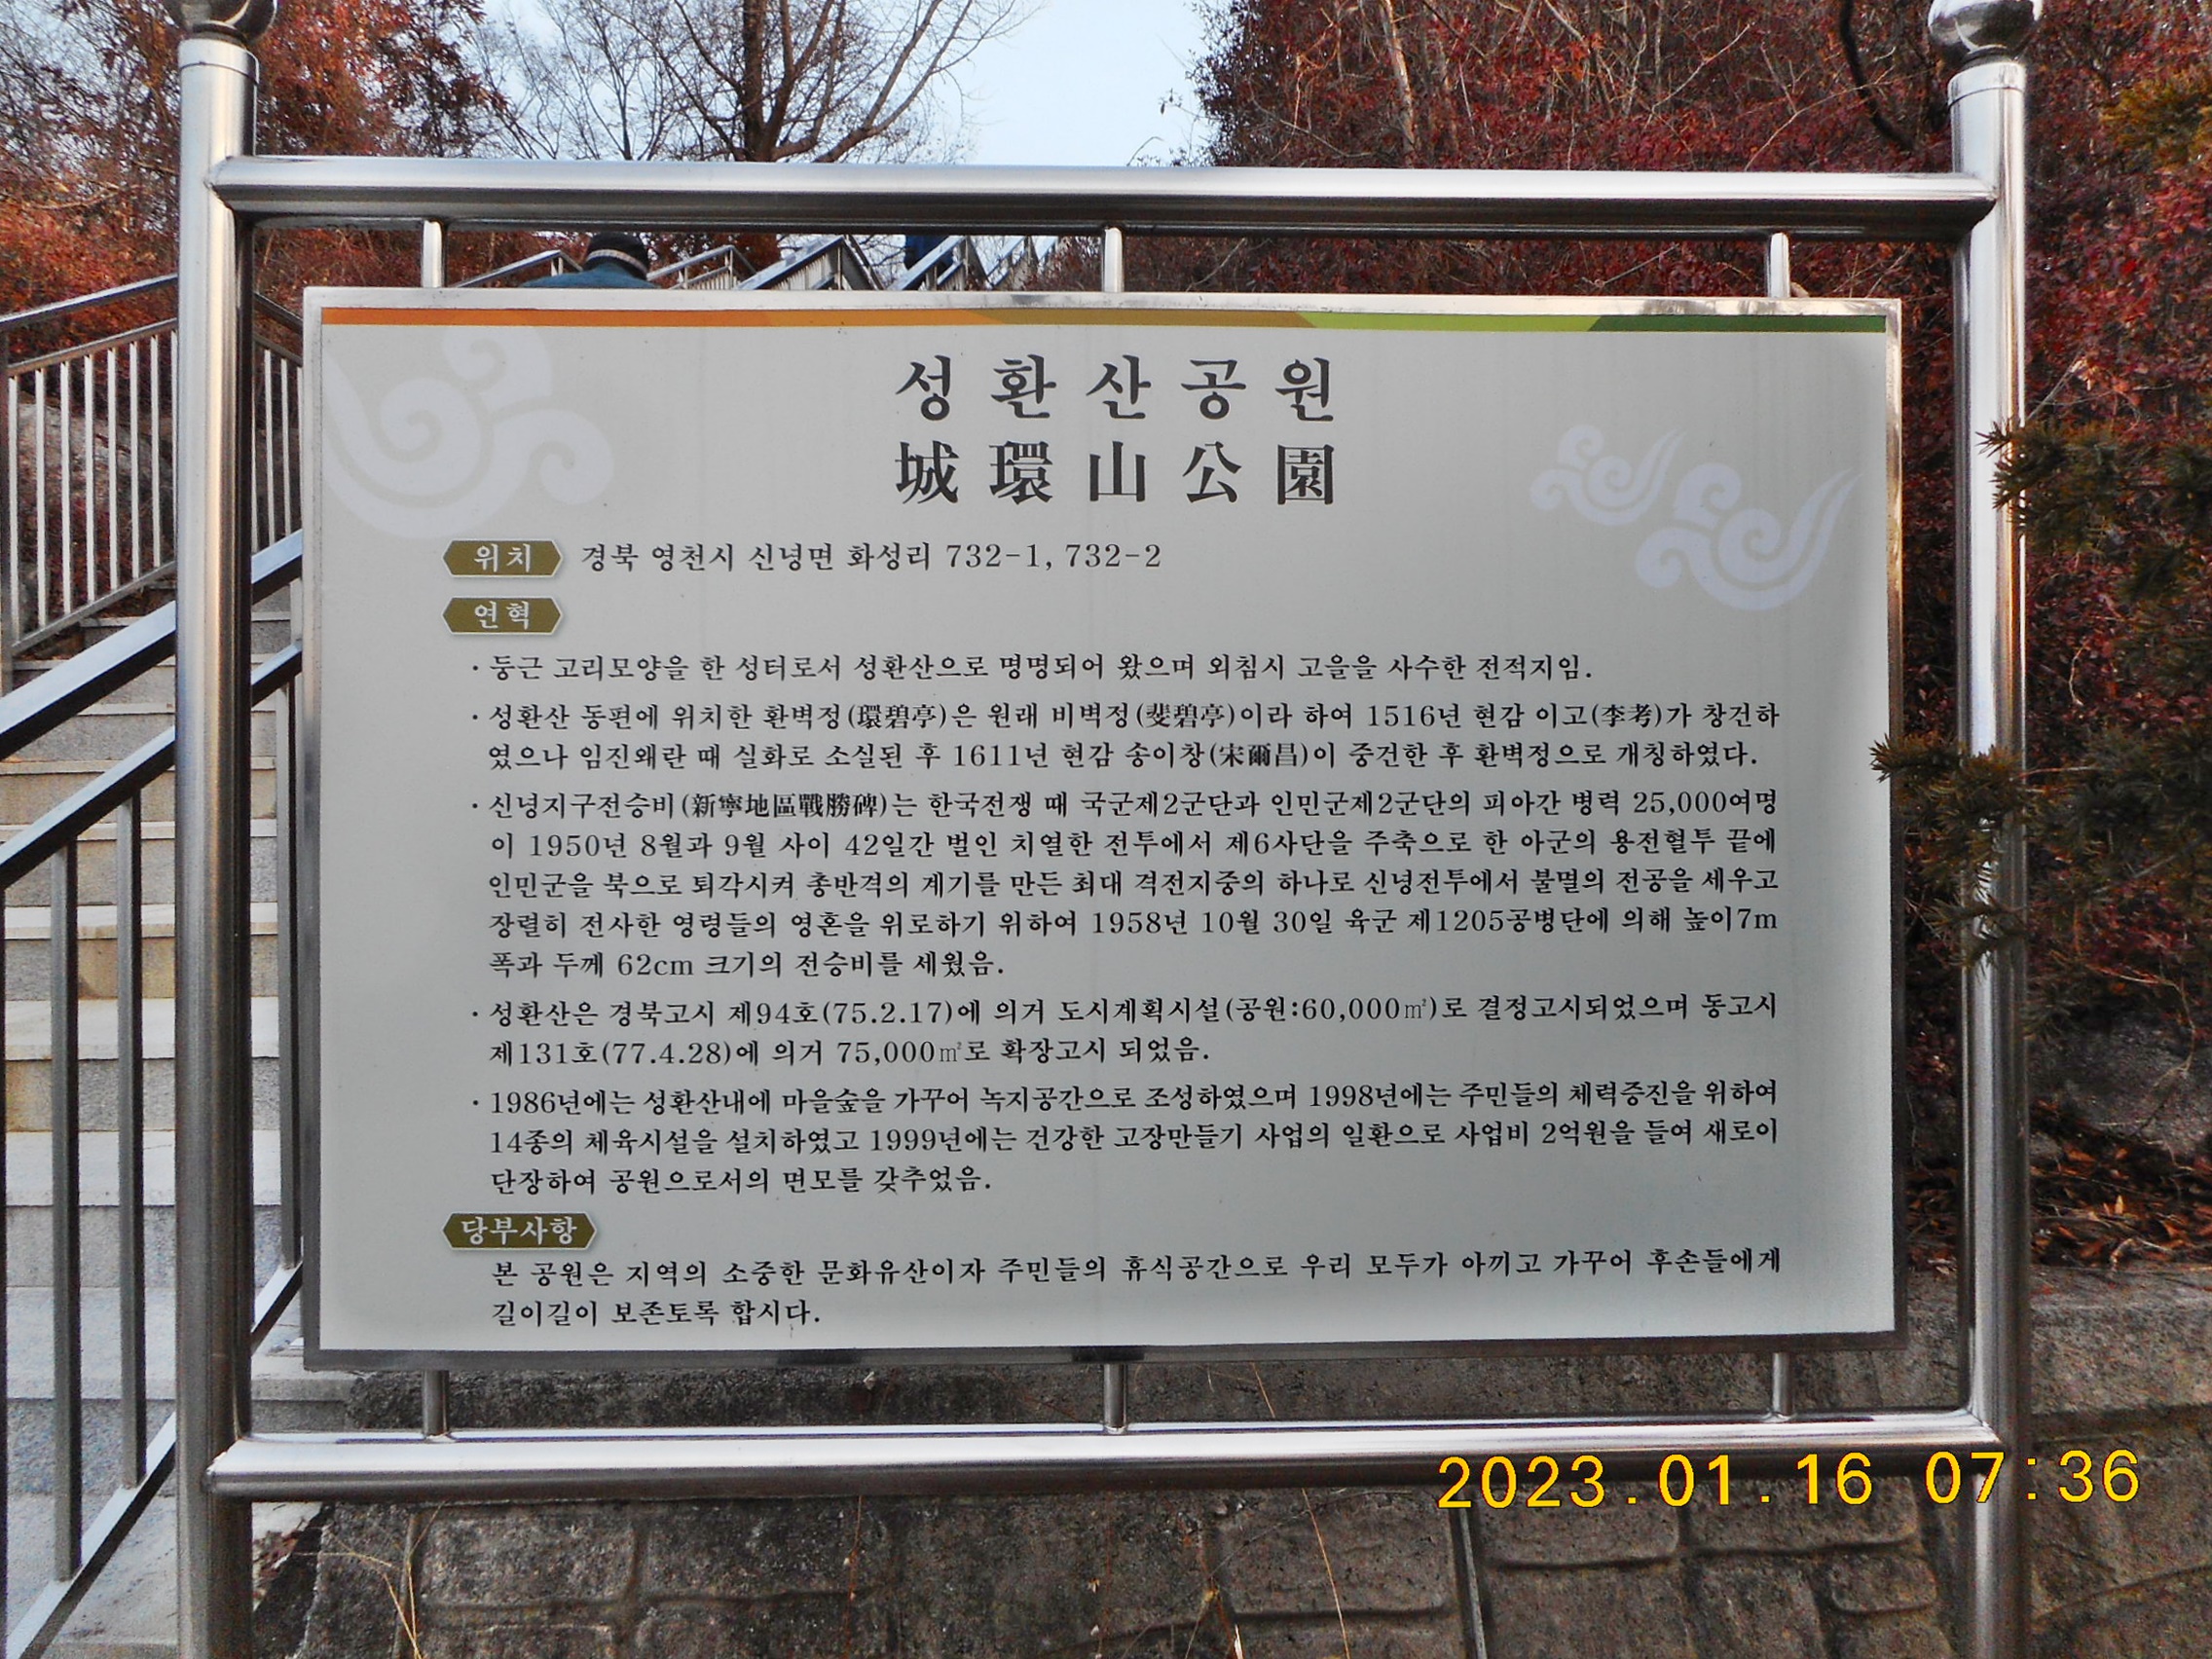 성환산공원
城環山公園
위치 경북 영천시 신녕면 화성리 732-1, 732-2
연혁
· 둥근 고리모양을 한 성터로서 성환산으로 명명되어 왔으며 외침시 고을을 사수한 전적지임.
· 성환산 동편에 위치한 환벽정(環碧亭)은 원래 비벽정(斐碧亭)이라 하여 1516년 현감 이고(李考)가 창건하
였으나 임진왜란 때 실화로 소실된 후 1611년 현감 송이창(宋爾昌)이 중건한 후 환벽정으로 개칭하였다.
· 신녕지구전승비(新寧地區戰勝碑)는 한국전쟁 때 국군제2군단과 인민군제2군단의 피아간 병력 25,000여명
이 1950년 8월과 9월 사이 42일간 벌인 치열한 전투에서 제6사단을 주축으로 한 아군의 용전혈투 끝에
인민군을 북으로 퇴각시켜 총반격의 계기를 만든 최대 격전지중의 하나로 신녕전투에서 불멸의 전공을 세우고
장렬히 전사한 영령들의 영혼을 위로하기 위하여 1958년 10월 30일 육군 제1205공병단에 의해 높이7m
폭과 두께 62cm 크기의 전승비를 세웠음.
· 성환산은 경북고시 제94호(75.2.17)에 의거 도시계획시설(공원:60,000㎡)로 결정고시되었으며 동고시
제131호(77.4.28)에 의거 75,000㎡로 확장고시 되었음.
· 1986년에는 성환산내에 마을숲을 가꾸어 녹지공간으로 조성하였으며 1998년에는 주민들의 체력증진을 위하여
14종의 체육시설을 설치하였고 1999년에는 건강한 고장만들기 사업의 일환으로 사업비 2억원을 들여 새로이
단장하여 공원으로서의 면모를 갖추었음.
당부사항
본 공원은 지역의 소중한 문화유산이자 주민들의 휴식공간으로 우리 모두가 아끼고 가꾸어 후손들에게
길이길이 보존토록 합시다.
2023.01.16 07:36